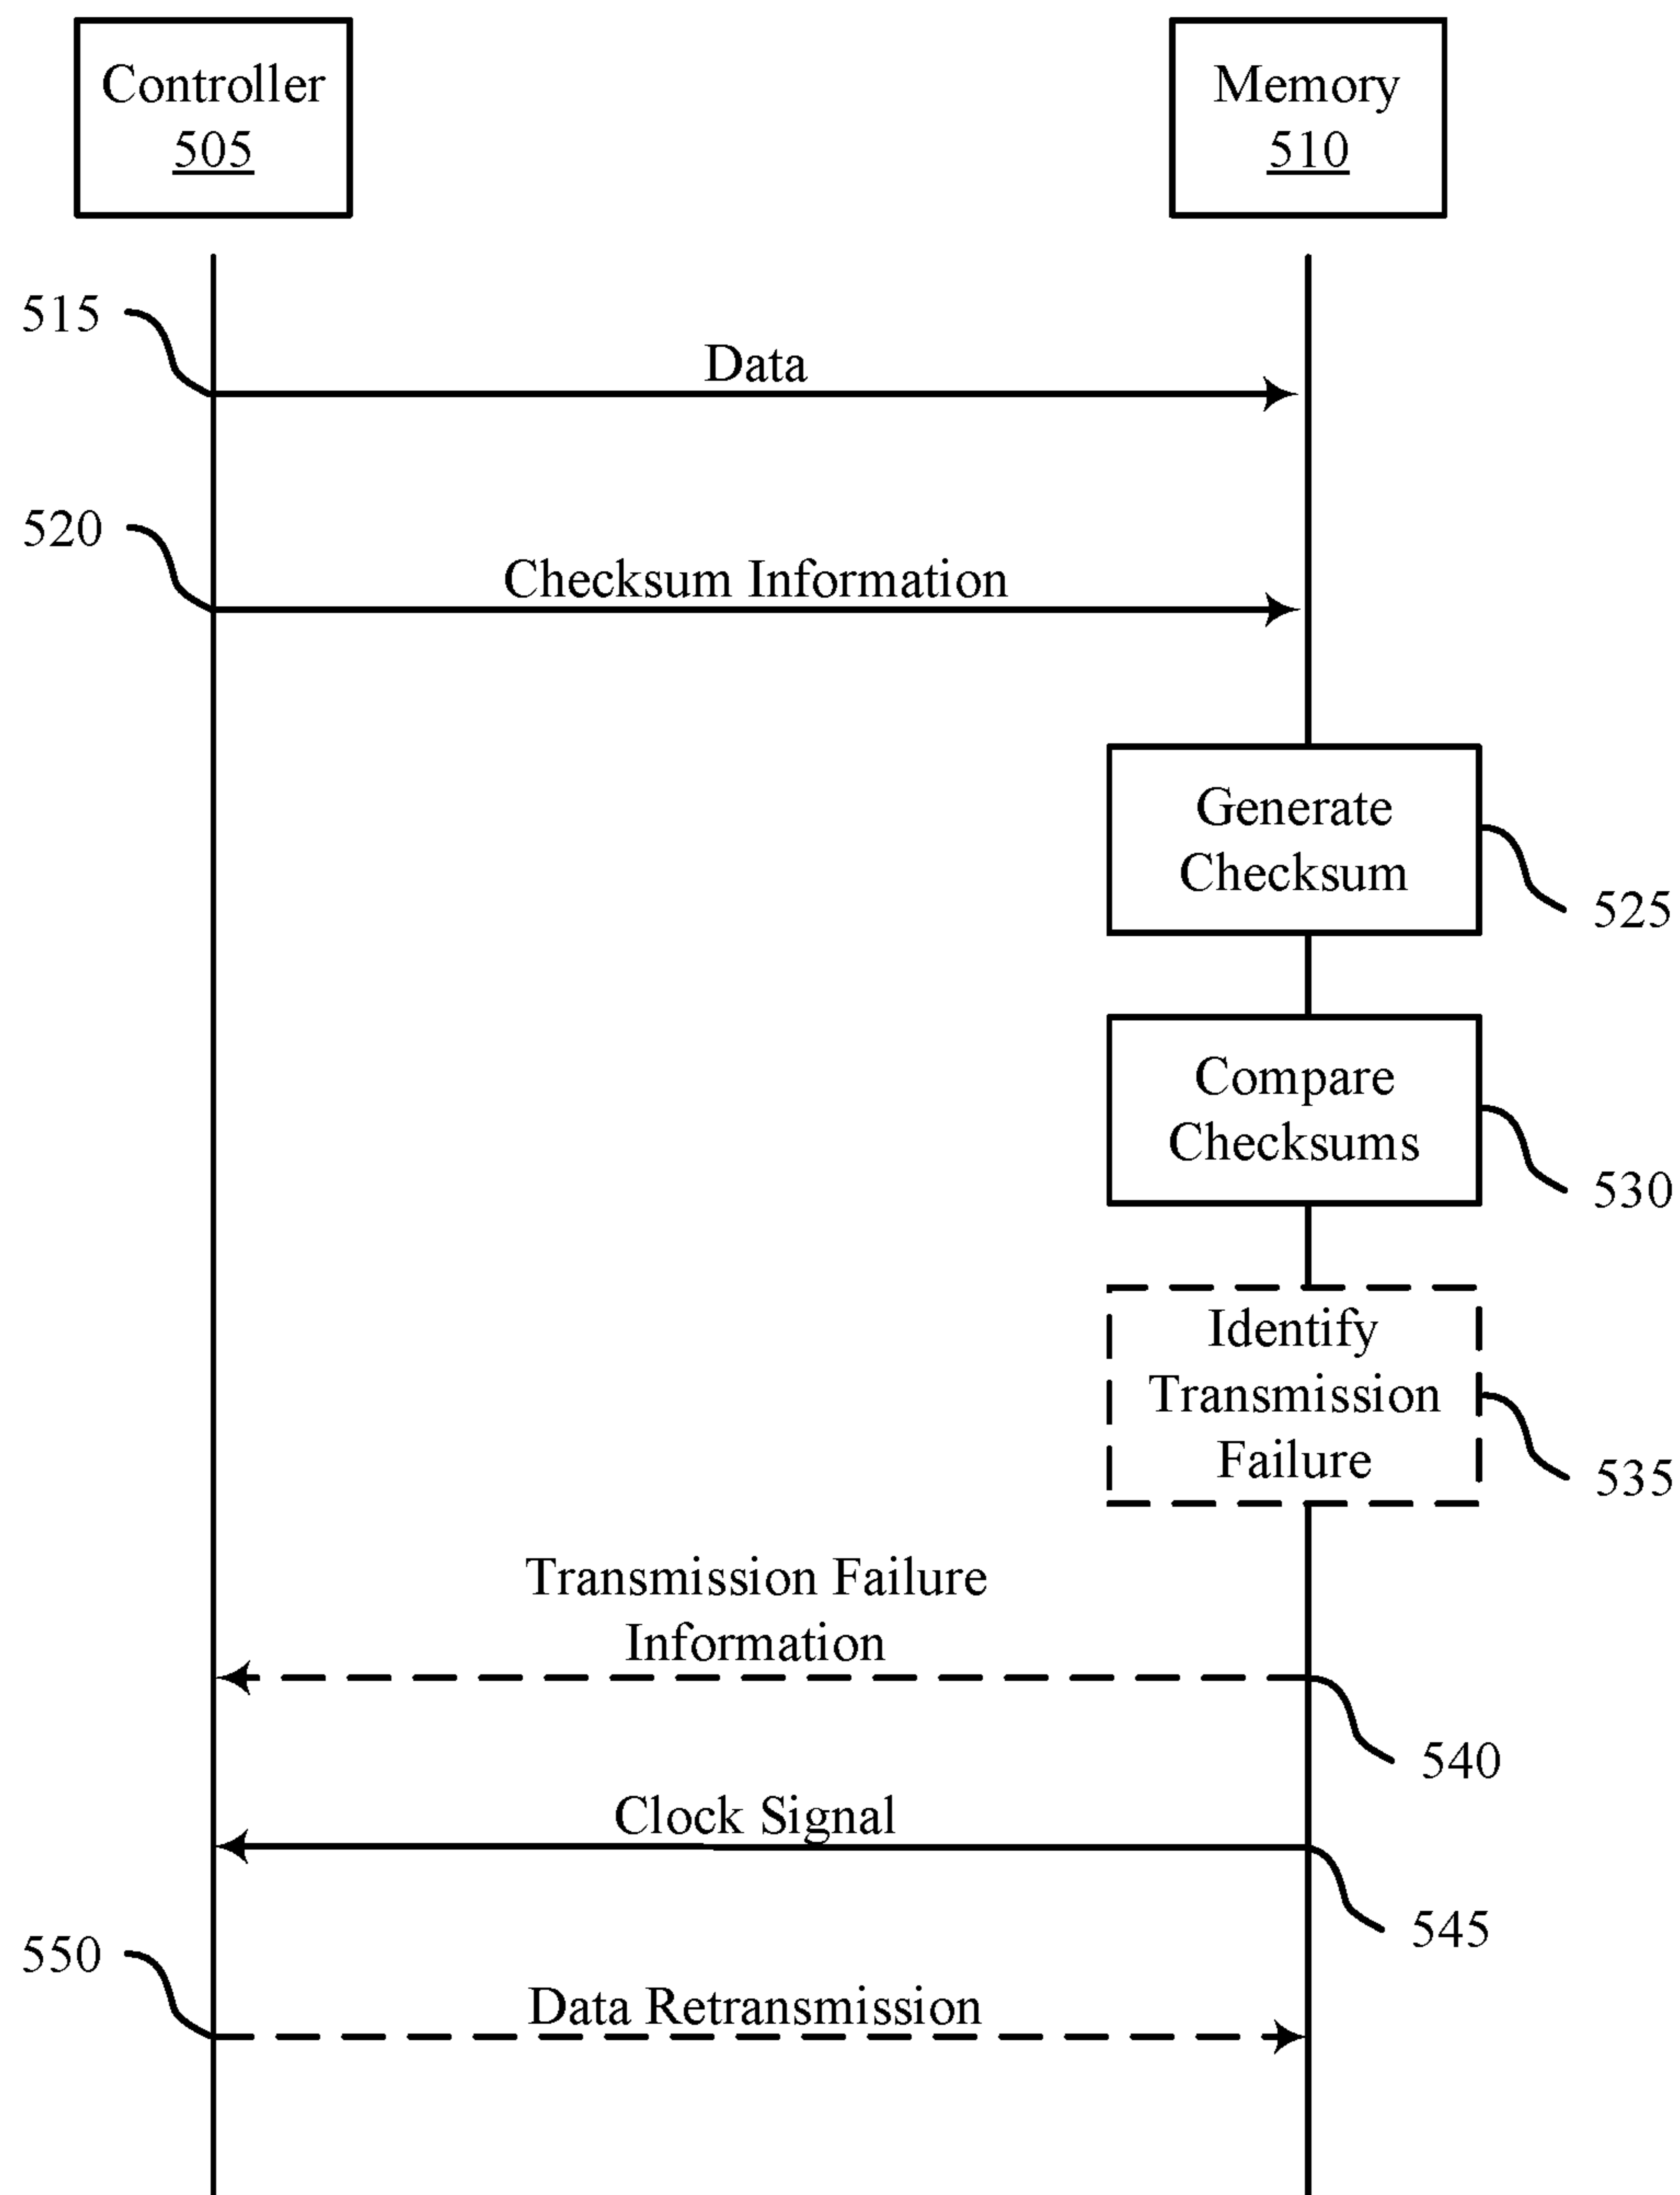 Controller
505
Memory
510
515
Data
520
Checksum Information
Generate
Checksum
525
Compare
Checksums
530
Identify
Transmission
Failure
535
Transmission Failure
Information
540
Clock Signal
545
550
Data Retransmission